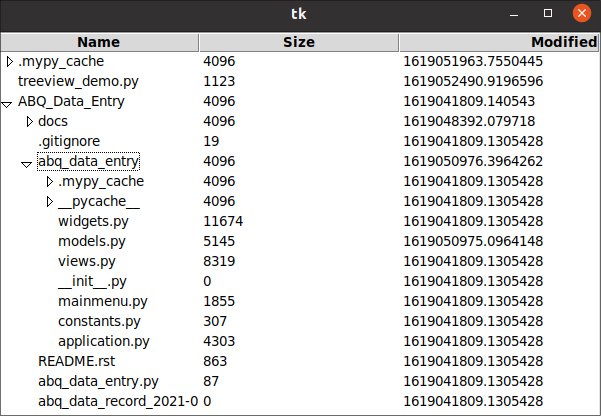 tk
Name Size Modified
.mypy_cache 4096 1619051963.7550445
treeview_demo.py 1123 1619052490.9196596
ABQ_Data_Entry 4096 1619041809.140543
docs 4096 1619048392.079718
.gitignore 19 1619041809.1305428
abq_data_entry 4096 1619050976.3964262
.mypy_cache 4096 1619041809.1305428
__pycache__ 4096 1619041809.1305428
widgets.py 11674 1619041809.1305428
models.py 5145 1619050975.0964148
views.py 8319 1619041809.1305428
__init__.py 0 1619041809.1305428
mainmenu.py 1855 1619041809.1305428
constants.py 307 1619041809.1305428
application.py 4303 1619041809.1305428
README.rst 863 1619041809.1305428
abq_data_entry.py 87 1619041809.1305428
abq_data_record_2021-0 0 1619041809.1305428